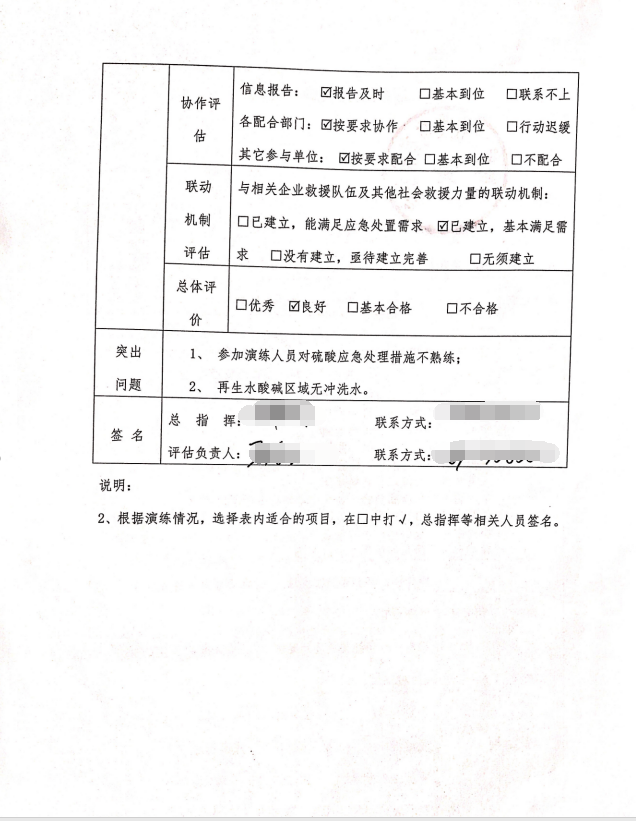 协作评估
信息报告: ☑报告及时 □基本到位 □联系不上
各配合部门: ☑按要求协作 □基本到位 □行动迟缓
其它参与单位: ☑按要求配合 □基本到位 □不配合
联动机制评估
与相关企业救援队伍及其他社会救援力量的联动机制:
□已建立，能满足应急处置需求 ☑已建立，基本满足需
求 □没有建立，亟待建立完善 □无须建立
总体评价
□优秀 ☑良好 □基本合格 □不合格
突出问题
1、 参加演练人员对硫酸应急处理措施不熟练；
2、 再生水酸碱区域无冲洗水。
签名
总 指 挥: 联系方式:
评估负责人: 联系方式:
说明:
2、根据演练情况，选择表内适合的项目，在□中打√，总指挥等相关人员签名。